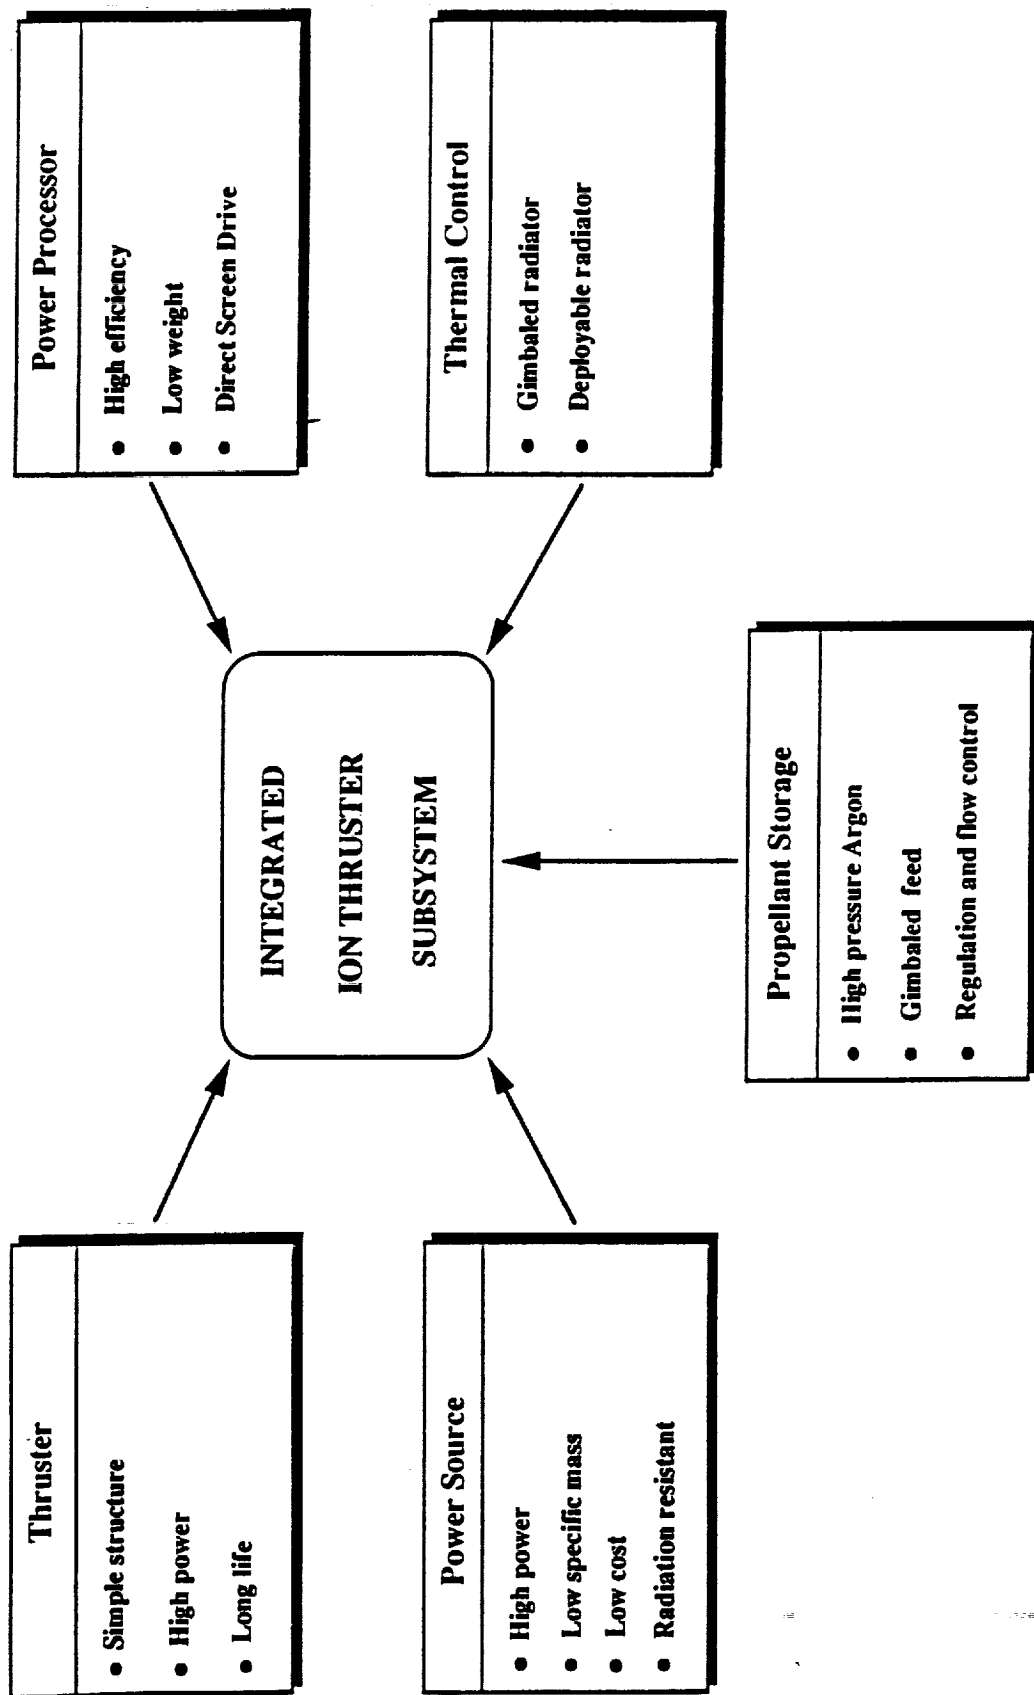 Thruster
• Simple structure
• High power
• Long life
Power Processor
• High efficiency
• Low weight
• Direct Screen Drive
INTEGRATED
ION THRUSTER
SUBSYSTEM
Power Source
• High power
• Low specific mass
• Low cost
• Radiation resistant
Thermal Control
• Gimbaled radiator
• Deployable radiator
Propellant Storage
• High pressure Argon
• Gimbaled feed
• Regulation and flow control